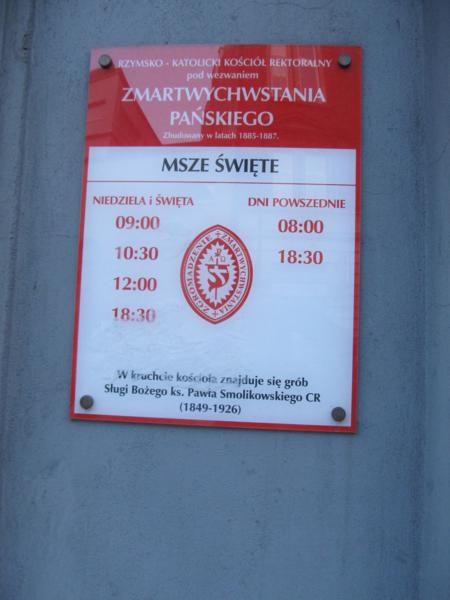 RZYMSKO - KATOLICKI KOŚCIÓŁ REKTORALNY
pod wezwaniem
ZMARTWYCHWSTANIA
PAŃSKIEGO
Zbudowany w latach 1885-1887.
MSZE ŚWIĘTE
NIEDZIELA i ŚWIĘTA
09:00
10:30
12:00
18:30
DNI POWSZEDNIE
08:00
18:30
ZGROMADZENIE ZMARTWYCHWSTANIA
A Ω
W kruchcie kościoła znajduje się grób
Sługi Bożego ks. Pawła Smolikowskiego CR
(1849-1926)